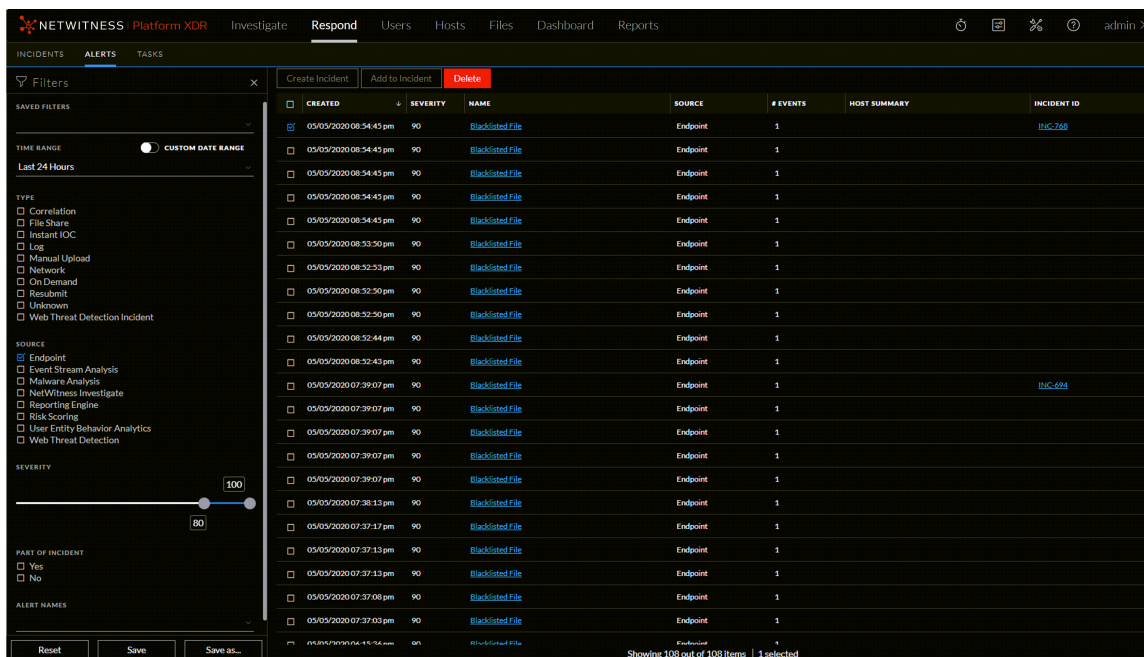 NETWITNESS Platform XDR Investigate Respond Users Hosts Files Dashboard Reports admin
INCIDENTS ALERTS TASKS
Filters
SAVED FILTERS
TIME RANGE CUSTOM DATE RANGE
Last 24 Hours
TYPE
Correlation
File Share
Instant IOC
Log
Manual Upload
Network
On Demand
Resubmit
Unknown
Web Threat Detection Incident
SOURCE
Endpoint
Event Stream Analysis
Malware Analysis
NetWitness Investigate
Reporting Engine
Risk Scoring
User Entity Behavior Analytics
Web Threat Detection
SEVERITY
100
80
PART OF INCIDENT
Yes
No
ALERT NAMES
Reset Save Save as...
Create Incident Add to Incident Delete
CREATED SEVERITY NAME SOURCE # EVENTS HOST SUMMARY INCIDENT ID
05/05/2020 08:54:45 pm 90 Blacklisted File Endpoint 1 INC-768
05/05/2020 08:54:45 pm 90 Blacklisted File Endpoint 1
05/05/2020 08:54:45 pm 90 Blacklisted File Endpoint 1
05/05/2020 08:54:45 pm 90 Blacklisted File Endpoint 1
05/05/2020 08:54:45 pm 90 Blacklisted File Endpoint 1
05/05/2020 08:53:50 pm 90 Blacklisted File Endpoint 1
05/05/2020 08:52:53 pm 90 Blacklisted File Endpoint 1
05/05/2020 08:52:50 pm 90 Blacklisted File Endpoint 1
05/05/2020 08:52:50 pm 90 Blacklisted File Endpoint 1
05/05/2020 08:52:44 pm 90 Blacklisted File Endpoint 1
05/05/2020 08:52:43 pm 90 Blacklisted File Endpoint 1
05/05/2020 07:39:07 pm 90 Blacklisted File Endpoint 1 INC-694
05/05/2020 07:39:07 pm 90 Blacklisted File Endpoint 1
05/05/2020 07:39:07 pm 90 Blacklisted File Endpoint 1
05/05/2020 07:39:07 pm 90 Blacklisted File Endpoint 1
05/05/2020 07:39:07 pm 90 Blacklisted File Endpoint 1
05/05/2020 07:38:13 pm 90 Blacklisted File Endpoint 1
05/05/2020 07:37:17 pm 90 Blacklisted File Endpoint 1
05/05/2020 07:37:13 pm 90 Blacklisted File Endpoint 1
05/05/2020 07:37:13 pm 90 Blacklisted File Endpoint 1
05/05/2020 07:37:08 pm 90 Blacklisted File Endpoint 1
05/05/2020 07:37:03 pm 90 Blacklisted File Endpoint 1
05/05/2020 06:15:36 pm 90 Blacklisted File Endpoint 1
Showing 108 out of 108 items | 1 selected